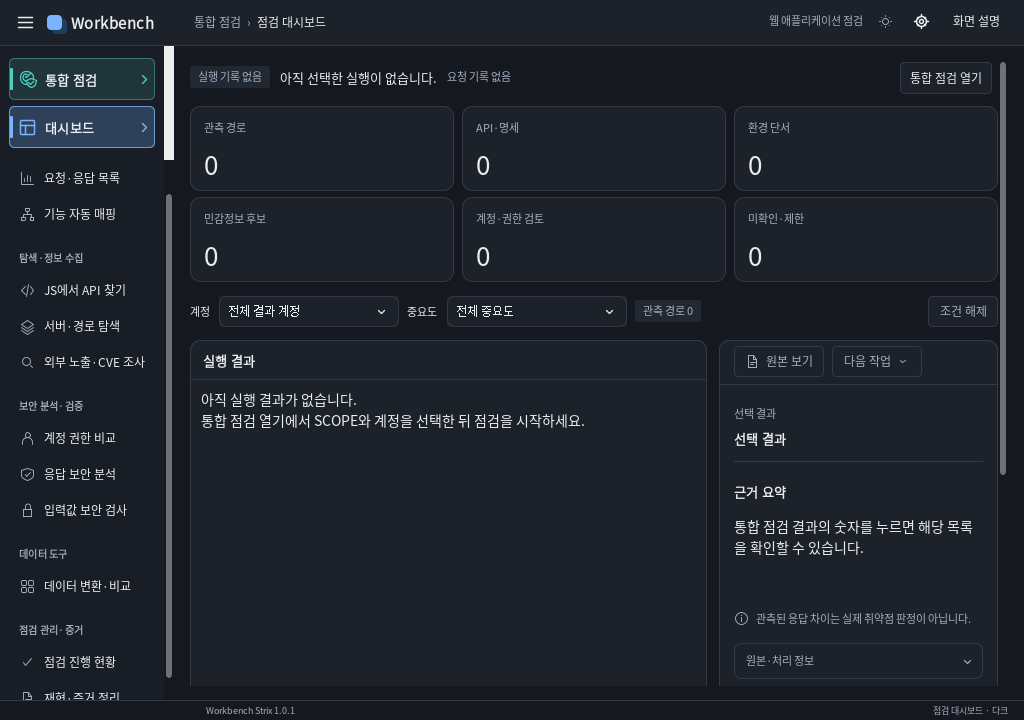 Workbench
통합 점검 › 점검 대시보드
웹 애플리케이션 점검
화면 설명
통합 점검
대시보드
요청·응답 목록
기능 자동 매핑
탐색·정보 수집
JS에서 API 찾기
서버·경로 탐색
외부 노출·CVE 조사
보안 분석·검증
계정 권한 비교
응답 보안 분석
입력값 보안 검사
데이터 도구
데이터 변환·비교
점검 관리·증거
점검 진행 현황
재현·증거 정리
실행 기록 없음
아직 선택한 실행이 없습니다.
요청 기록 없음
통합 점검 열기
관측 경로
0
API·명세
0
환경 단서
0
민감정보 후보
0
계정·권한 검토
0
미확인·제한
0
계정
전체 결과 계정
중요도
전체 중요도
관측 경로 0
조건 해제
실행 결과
아직 실행 결과가 없습니다.
통합 점검 열기에서 SCOPE와 계정을 선택한 뒤 점검을 시작하세요.
원본 보기
다음 작업
선택 결과
선택 결과
근거 요약
통합 점검 결과의 숫자를 누르면 해당 목록
을 확인할 수 있습니다.
관측된 응답 차이는 실제 취약점 판정이 아닙니다.
원본·처리 정보
Workbench Strix 1.0.1
점검 대시보드 · 다크